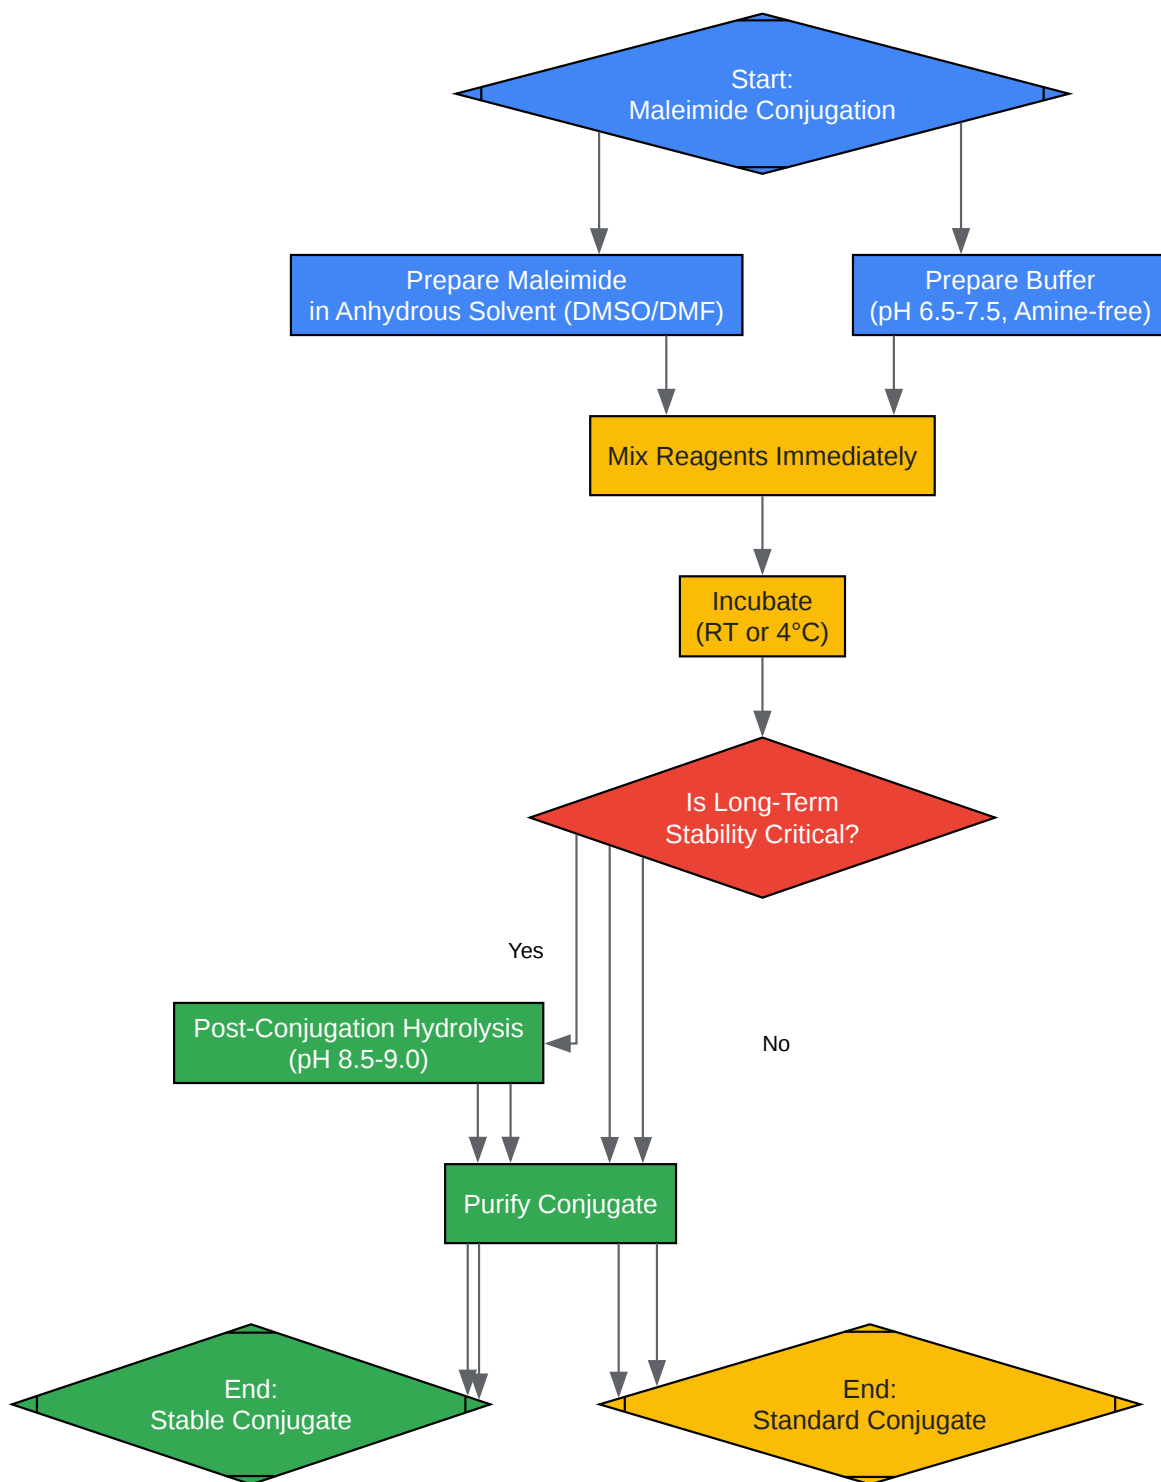 Start:
Maleimide Conjugation
Prepare Maleimide
in Anhydrous Solvent (DMSO/DMF)
Prepare Buffer
(pH 6.5-7.5, Amine-free)
Mix Reagents Immediately
Incubate
(RT or 4°C)
Is Long-Term
Stability Critical?
Yes
Post-Conjugation Hydrolysis
(pH 8.5-9.0)
No
Purify Conjugate
End:
Stable Conjugate
End:
Standard Conjugate